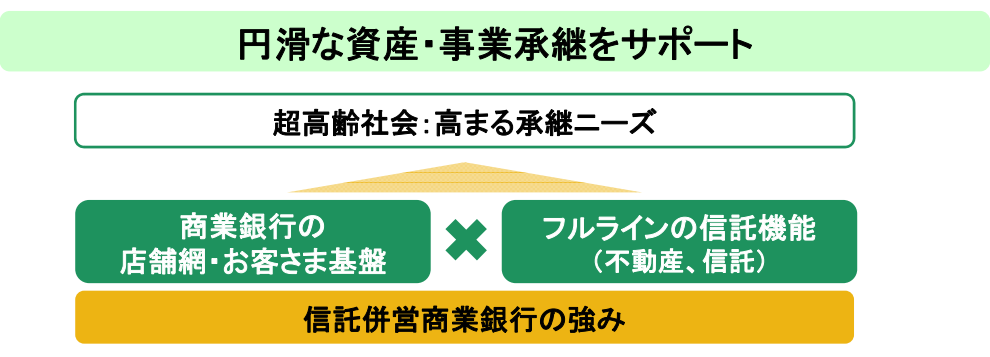 円滑な資産・事業承継をサポート
超高齢社会：高まる承継ニーズ
商業銀行の
店舗網・お客さま基盤
フルラインの信託機能
（不動産、信託）
信託併営商業銀行の強み